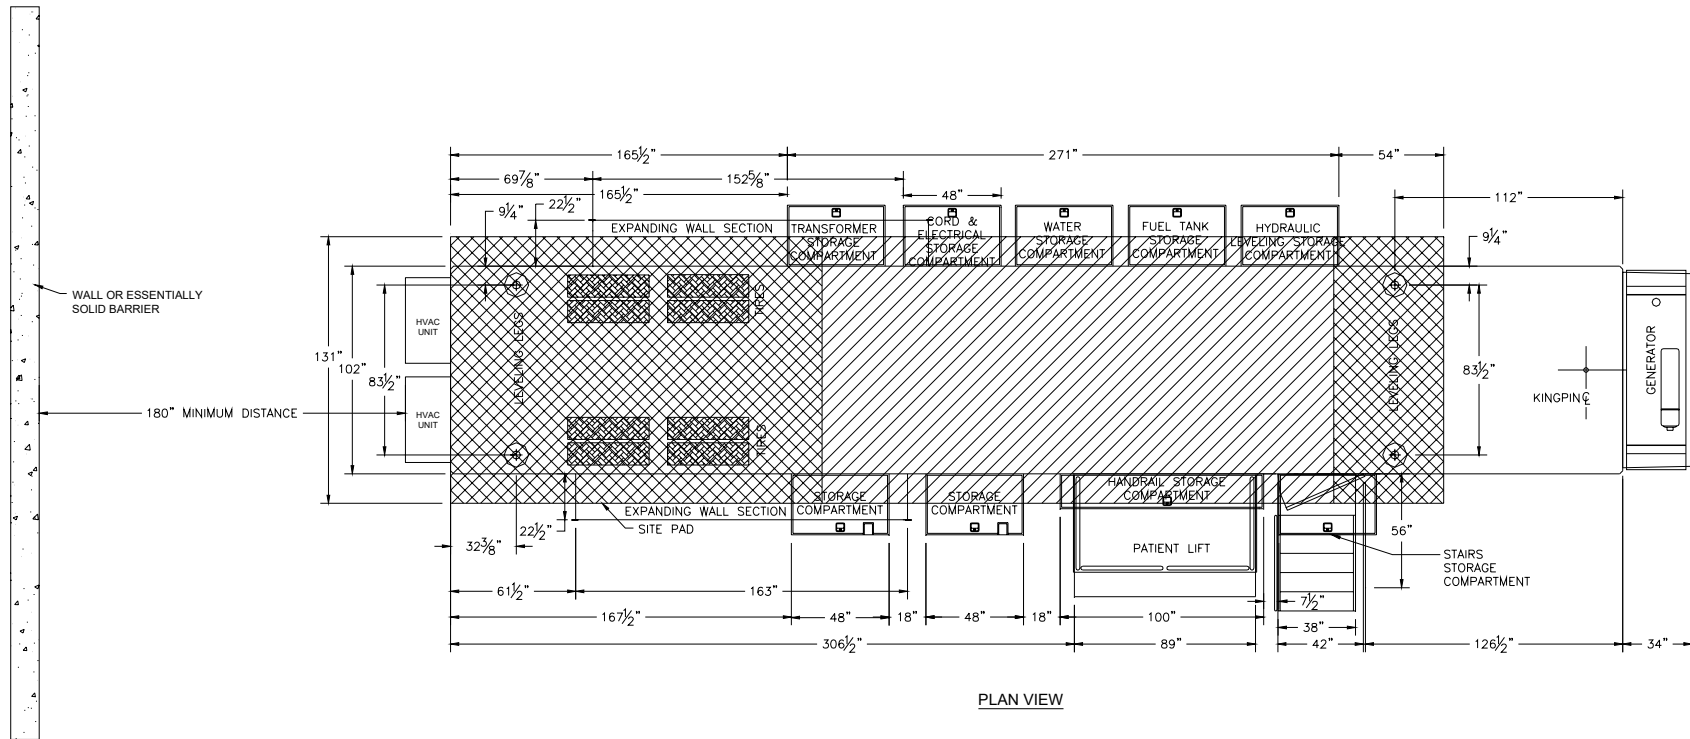 165½"
271"
54"
69⅞"
152⅝"
165½"
48"
112"
9¼"
22½"
EXPANDING WALL SECTION
TRANSFORMER
STORAGE
COMPARTMENT
CORD &
ELECTRICAL
STORAGE
COMPARTMENT
WATER
STORAGE
COMPARTMENT
FUEL TANK
STORAGE
COMPARTMENT
HYDRAULIC
LEVELING STORAGE
COMPARTMENT
9¼"
WALL OR ESSENTIALLY
SOLID BARRIER
HVAC
UNIT
TIRES
LEVELING LEGS
131"
102"
83½"
LEVELING LEGS
83½"
GENERATOR
KINGPIN ℄
180" MINIMUM DISTANCE
HVAC
UNIT
TIRES
STORAGE
COMPARTMENT
STORAGE
COMPARTMENT
HANDRAIL STORAGE
COMPARTMENT
EXPANDING WALL SECTION
SITE PAD
22½"
32⅜"
PATIENT LIFT
56"
STAIRS
STORAGE
COMPARTMENT
61½"
163"
7½"
167½"
48"
18"
48"
18"
100"
38"
306½"
89"
42"
126½"
34"
PLAN VIEW